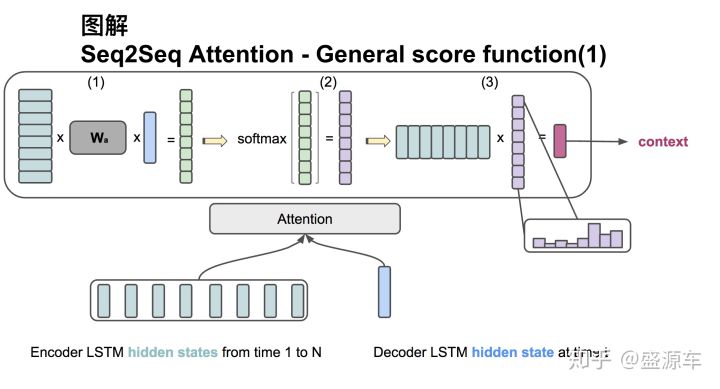 图解
Seq2Seq Attention - General score function(1)
(1) (2) (3)
x Wa x = softmax = x = context
Attention
Encoder LSTM hidden states from time 1 to N
Decoder LSTM hidden state at time
知乎 @盛源车